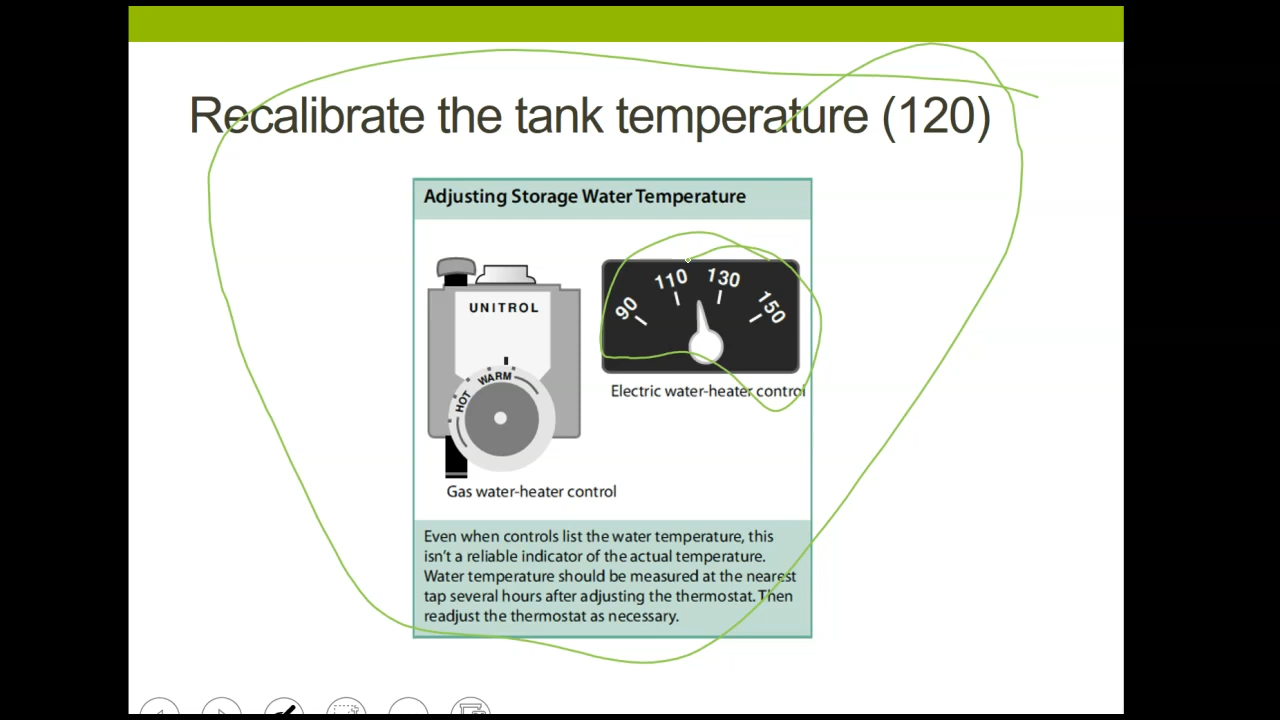 Recalibrate the tank temperature (120)
Adjusting Storage Water Temperature
UNITROL
HOT WARM
90 110 130 150
Electric water-heater control
Gas water-heater control
Even when controls list the water temperature, this
isn't a reliable indicator of the actual temperature.
Water temperature should be measured at the nearest
tap several hours after adjusting the thermostat. Then
readjust the thermostat as necessary.